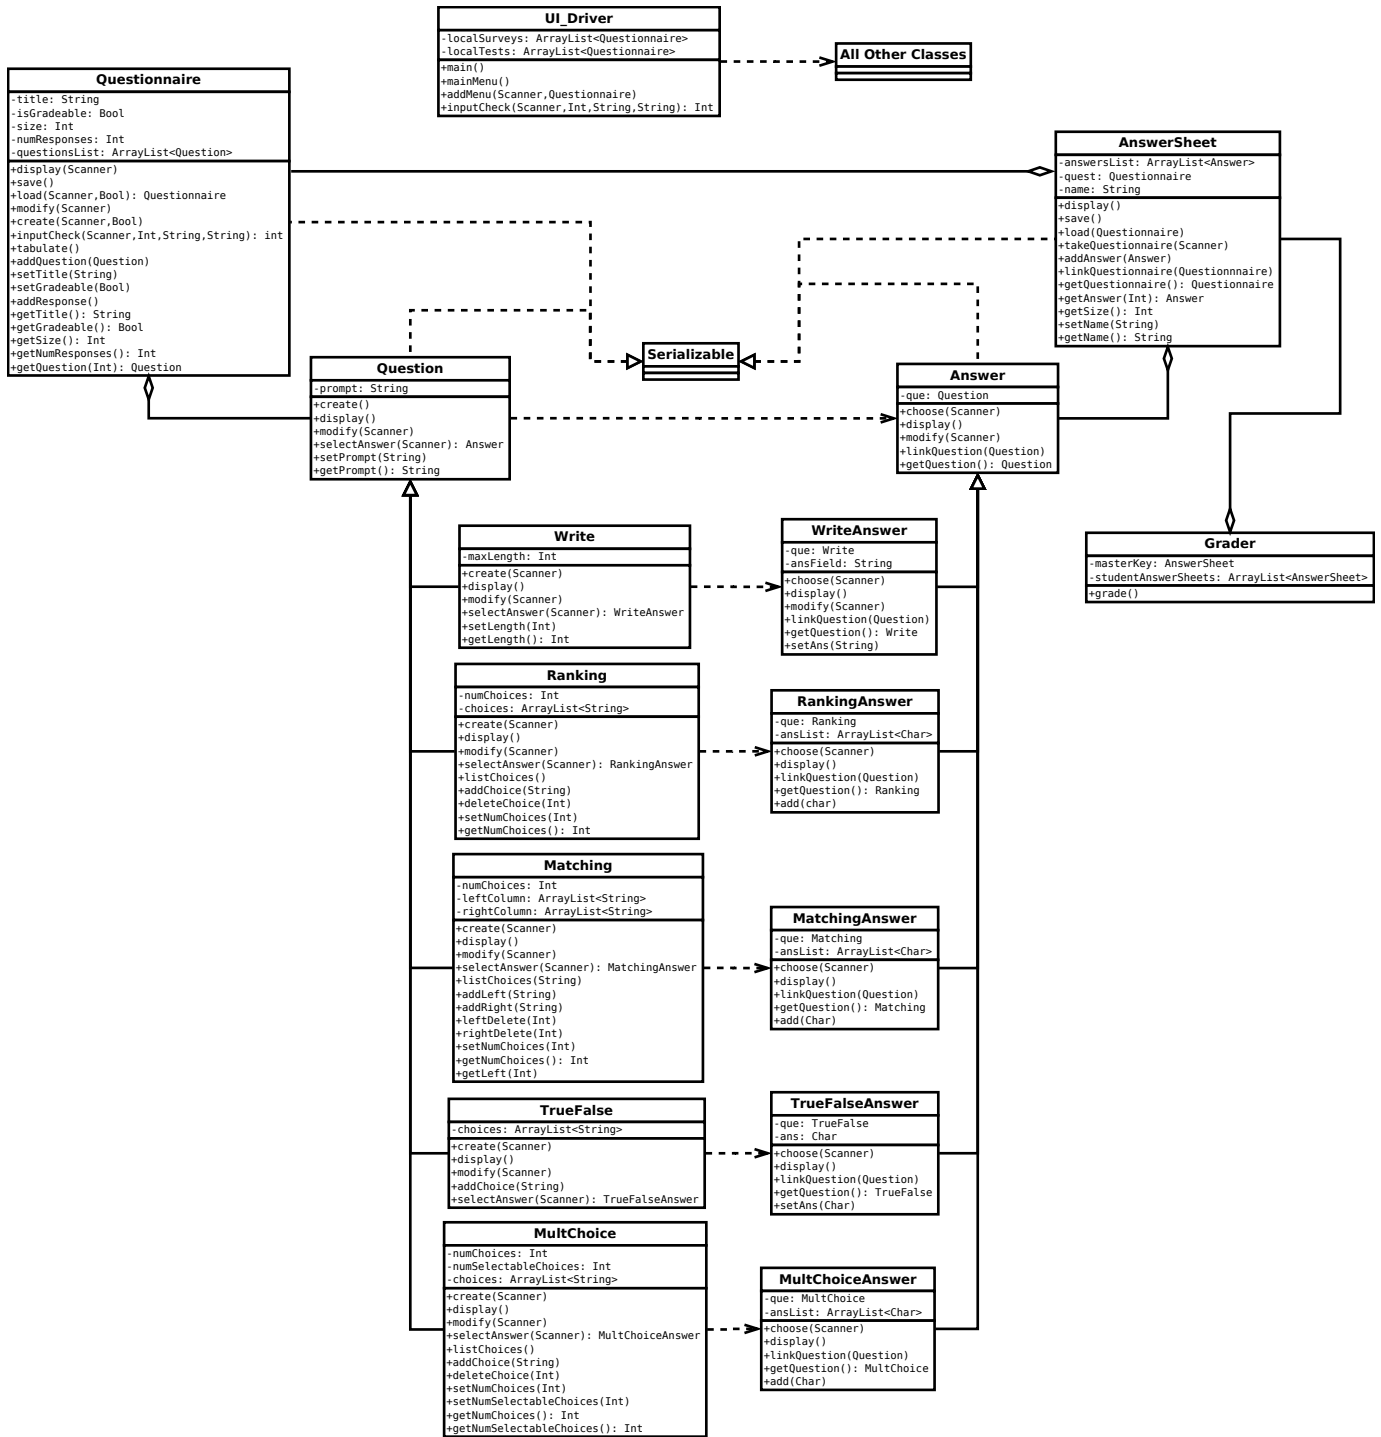 UI_Driver
-localSurveys: ArrayList<Questionnaire>
-localTests: ArrayList<Questionnaire>
+main()
+mainMenu()
+addMenu(Scanner,Questionnaire)
+inputCheck(Scanner,Int,String,String): Int
All Other Classes
Questionnaire
-title: String
-isGradeable: Bool
-size: Int
-numResponses: Int
-questionsList: ArrayList<Question>
+display(Scanner)
+save()
+load(Scanner,Bool): Questionnaire
+modify(Scanner)
+create(Scanner,Bool)
+inputCheck(Scanner,Int,String,String): int
+tabulate()
+addQuestion(Question)
+setTitle(String)
+setGradeable(Bool)
+addResponse()
+getTitle(): String
+getGradeable(): Bool
+getSize(): Int
+getNumResponses(): Int
+getQuestion(Int): Question
AnswerSheet
-answersList: ArrayList<Answer>
-quest: Questionnaire
-name: String
+display()
+save()
+load(Questionnaire)
+takeQuestionnaire(Scanner)
+addAnswer(Answer)
+linkQuestionnaire(Questionnnaire)
+getQuestionnaire(): Questionnaire
+getAnswer(Int): Answer
+getSize(): Int
+setName(String)
+getName(): String
Serializable
Question
-prompt: String
+create()
+display()
+modify(Scanner)
+selectAnswer(Scanner): Answer
+setPrompt(String)
+getPrompt(): String
Answer
-que: Question
+choose(Scanner)
+display()
+modify(Scanner)
+linkQuestion(Question)
+getQuestion(): Question
Grader
-masterKey: AnswerSheet
-studentAnswerSheets: ArrayList<AnswerSheet>
+grade()
Write
-maxLength: Int
+create(Scanner)
+display()
+modify(Scanner)
+selectAnswer(Scanner): WriteAnswer
+setLength(Int)
+getLength(): Int
WriteAnswer
-que: Write
-ansField: String
+choose(Scanner)
+display()
+modify(Scanner)
+linkQuestion(Question)
+getQuestion(): Write
+setAns(String)
Ranking
-numChoices: Int
-choices: ArrayList<String>
+create(Scanner)
+display()
+modify(Scanner)
+selectAnswer(Scanner): RankingAnswer
+listChoices()
+addChoice(String)
+deleteChoice(Int)
+setNumChoices(Int)
+getNumChoices(): Int
RankingAnswer
-que: Ranking
-ansList: ArrayList<Char>
+choose(Scanner)
+display()
+linkQuestion(Question)
+getQuestion(): Ranking
+add(char)
Matching
-numChoices: Int
-leftColumn: ArrayList<String>
-rightColumn: ArrayList<String>
+create(Scanner)
+display()
+modify(Scanner)
+selectAnswer(Scanner): MatchingAnswer
+listChoices(String)
+addLeft(String)
+addRight(String)
+leftDelete(Int)
+rightDelete(Int)
+setNumChoices(Int)
+getNumChoices(): Int
+getLeft(Int)
MatchingAnswer
-que: Matching
-ansList: ArrayList<Char>
+choose(Scanner)
+display()
+linkQuestion(Question)
+getQuestion(): Matching
+add(Char)
TrueFalse
-choices: ArrayList<String>
+create(Scanner)
+display()
+modify(Scanner)
+addChoice(String)
+selectAnswer(Scanner): TrueFalseAnswer
TrueFalseAnswer
-que: TrueFalse
-ans: Char
+choose(Scanner)
+display()
+linkQuestion(Question)
+getQuestion(): TrueFalse
+setAns(Char)
MultChoice
-numChoices: Int
-numSelectableChoices: Int
-choices: ArrayList<String>
+create(Scanner)
+display()
+modify(Scanner)
+selectAnswer(Scanner): MultChoiceAnswer
+listChoices()
+addChoice(String)
+deleteChoice(Int)
+setNumChoices(Int)
+setNumSelectableChoices(Int)
+getNumChoices(): Int
+getNumSelectableChoices(): Int
MultChoiceAnswer
-que: MultChoice
-ansList: ArrayList<Char>
+choose(Scanner)
+display()
+linkQuestion(Question)
+getQuestion(): MultChoice
+add(Char)